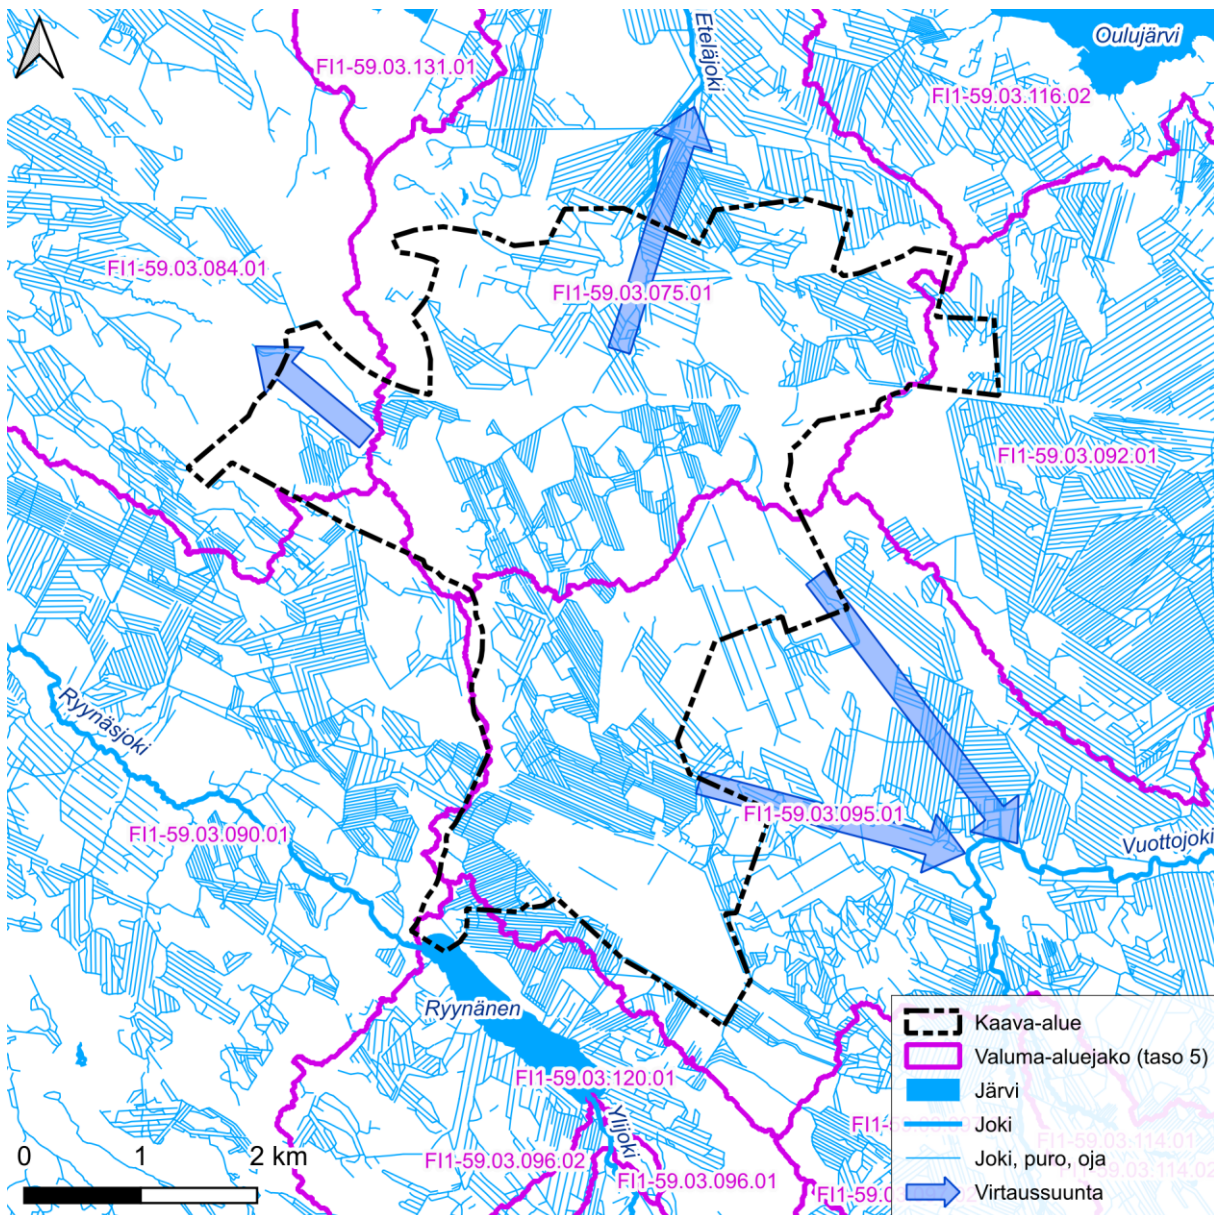 Oulujärvi
Eteläjoki
FI1-59.03.131.01
FI1-59.03.116.02
FI1-59.03.084.01
FI1-59.03.075.01
FI1-59.03.092.01
Ryynäsjoki
FI1-59.03.095.01
FI1-59.03.090.01
Vuottojoki
Ryynänen
FI1-59.03.120.01
Ylijoki
FI1-59.03.096.02
FI1-59.03.096.01
FI1-59.03.114.01
Kaava-alue
Valuma-aluejako (taso 5)
Järvi
Joki
Joki, puro, oja
Virtaussuunta
0 1 2 km